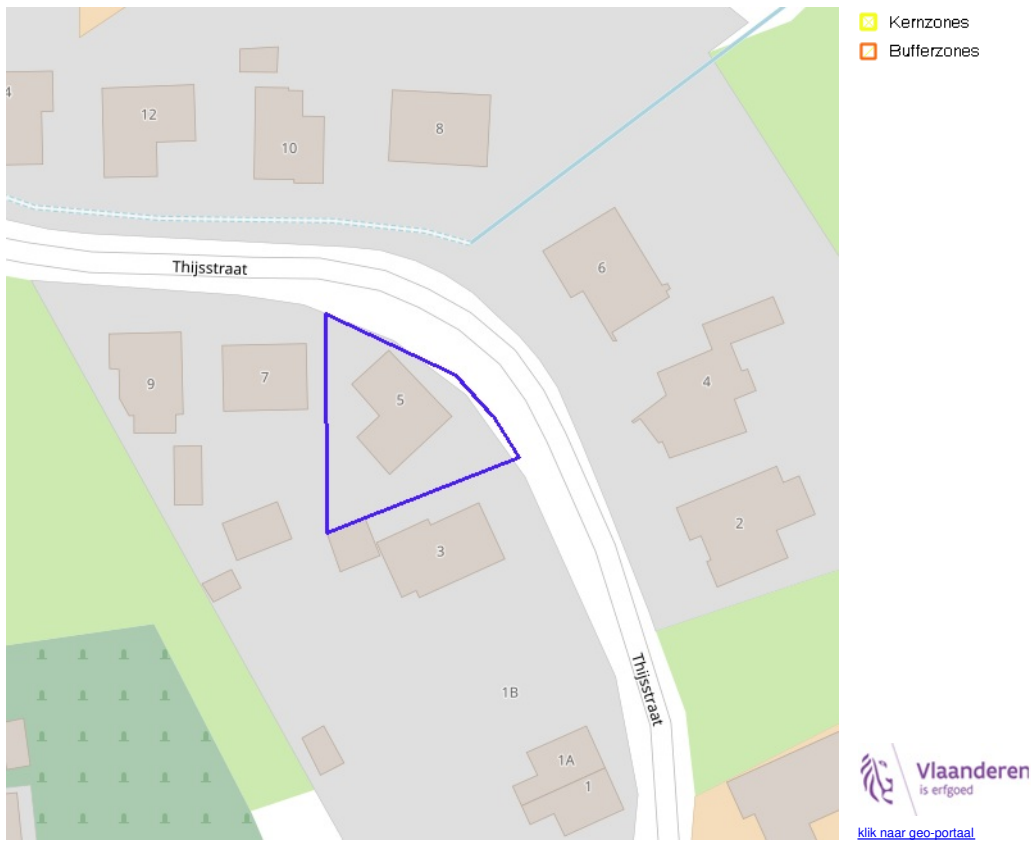 Kernzones
Bufferzones
4
12
10
8
Thijsstraat
6
9
7
5
4
3
2
Thijsstraat
1B
1A
1
Vlaanderen
is erfgoed
klik naar geo-portaal